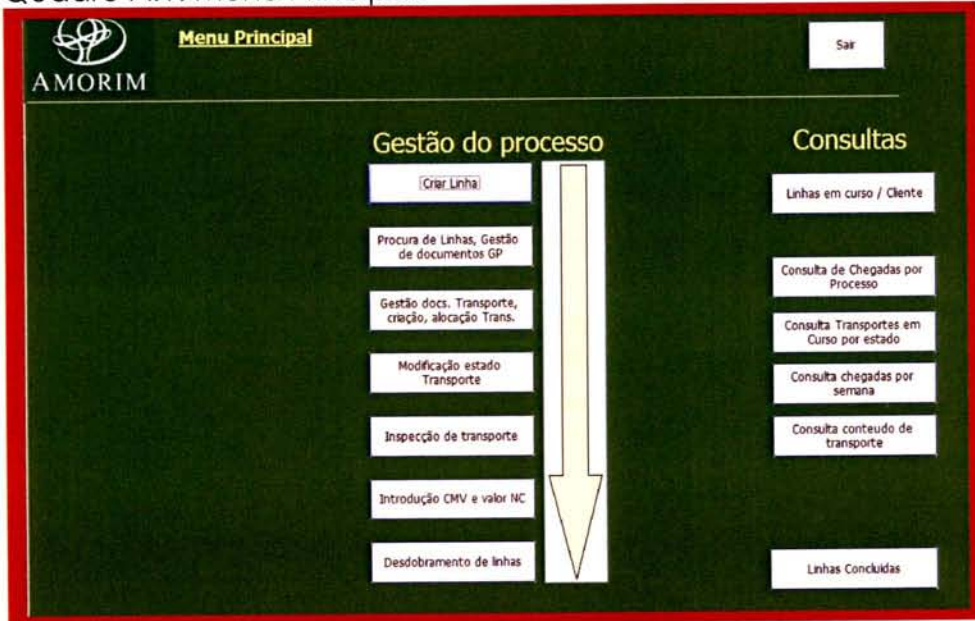 AMORIM
Menu Principal
Sair
Gestão do processo
Criar Linha
Procura de Linhas, Gestão
de documentos GP
Gestão docs. Transporte,
criação, alocação Trans.
Modificação estado
Transporte
Inspecção de transporte
Introdução CMV e valor NC
Desdobramento de linhas
Consultas
Linhas em curso / Cliente
Consulta de Chegadas por
Processo
Consulta Transportes em
Curso por estado
Consulta chegadas por
semana
Consulta conteudo de
transporte
Linhas Concluidas